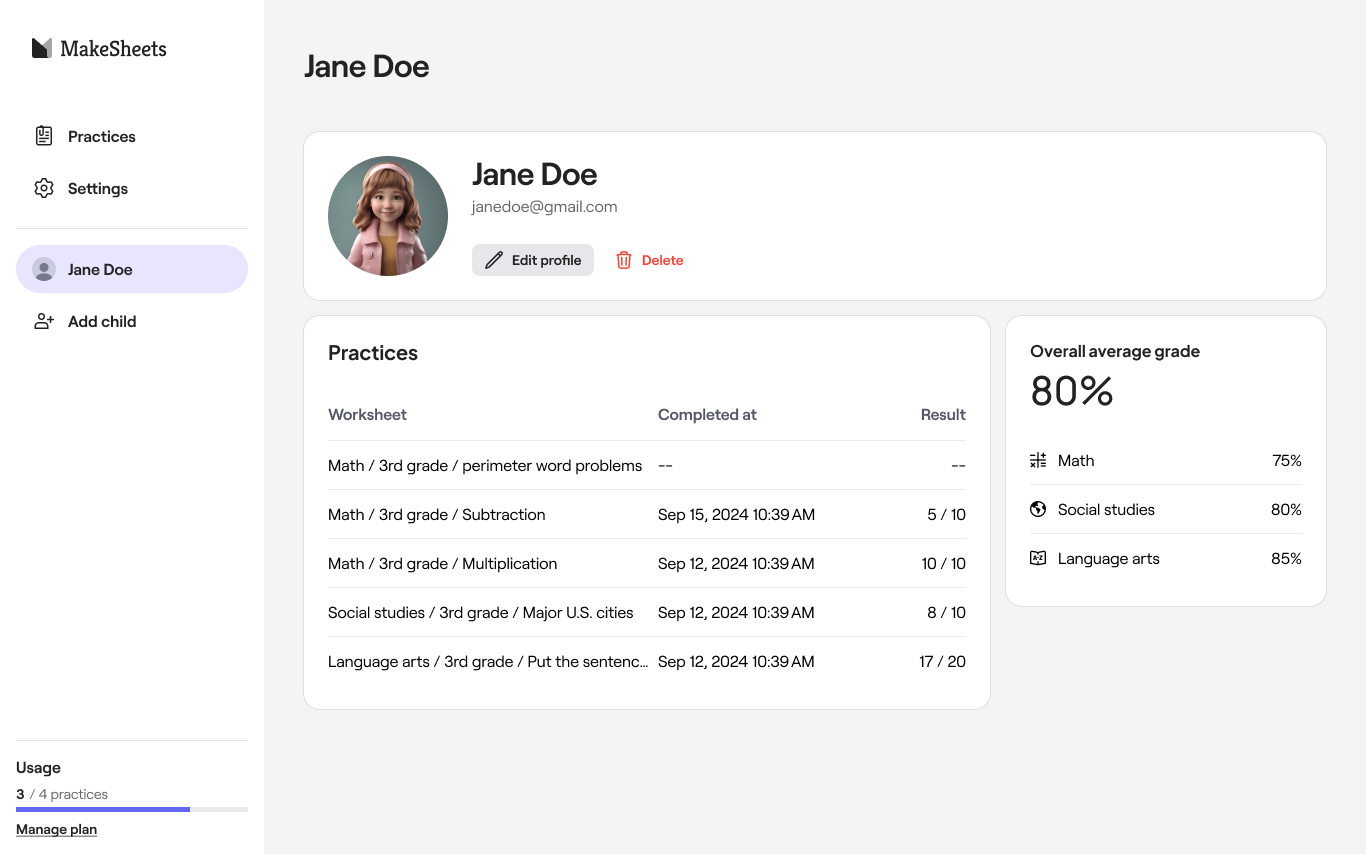 MakeSheets
Practices
Settings
Jane Doe
Add child
Usage
3 / 4 practices
Manage plan
Jane Doe
Jane Doe
janedoe@gmail.com
Edit profile Delete
Practices
Worksheet Completed at Result
Math / 3rd grade / perimeter word problems -- --
Math / 3rd grade / Subtraction Sep 15, 2024 10:39 AM 5 / 10
Math / 3rd grade / Multiplication Sep 12, 2024 10:39 AM 10 / 10
Social studies / 3rd grade / Major U.S. cities Sep 12, 2024 10:39 AM 8 / 10
Language arts / 3rd grade / Put the sentenc... Sep 12, 2024 10:39 AM 17 / 20
Overall average grade
80%
Math 75%
Social studies 80%
Language arts 85%